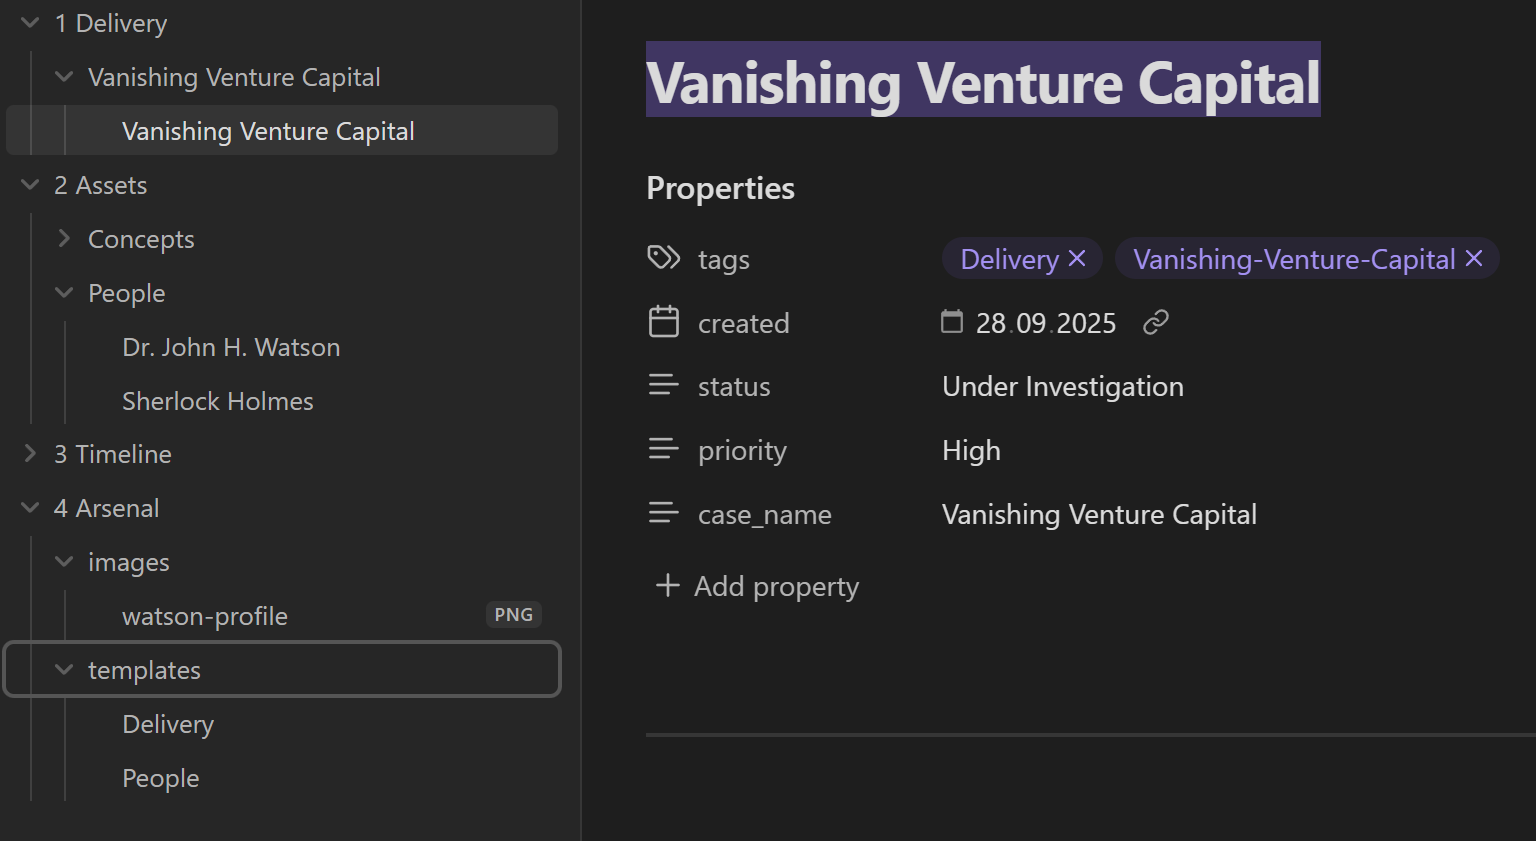 1 Delivery
Vanishing Venture Capital
Vanishing Venture Capital
2 Assets
Concepts
People
Dr. John H. Watson
Sherlock Holmes
3 Timeline
4 Arsenal
images
watson-profile PNG
templates
Delivery
People
Vanishing Venture Capital
Properties
tags Delivery Vanishing-Venture-Capital
created 28.09.2025
status Under Investigation
priority High
case_name Vanishing Venture Capital
Add property